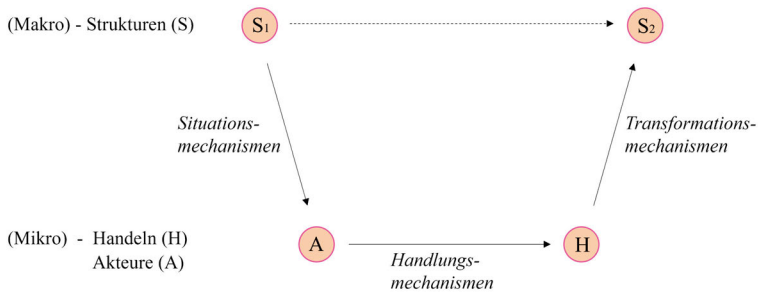 (Makro) - Strukturen (S)
S1
S2
Situations-
mechanismen
Transformations-
mechanismen
(Mikro) - Handeln (H)
Akteure (A)
A
H
Handlungs-
mechanismen